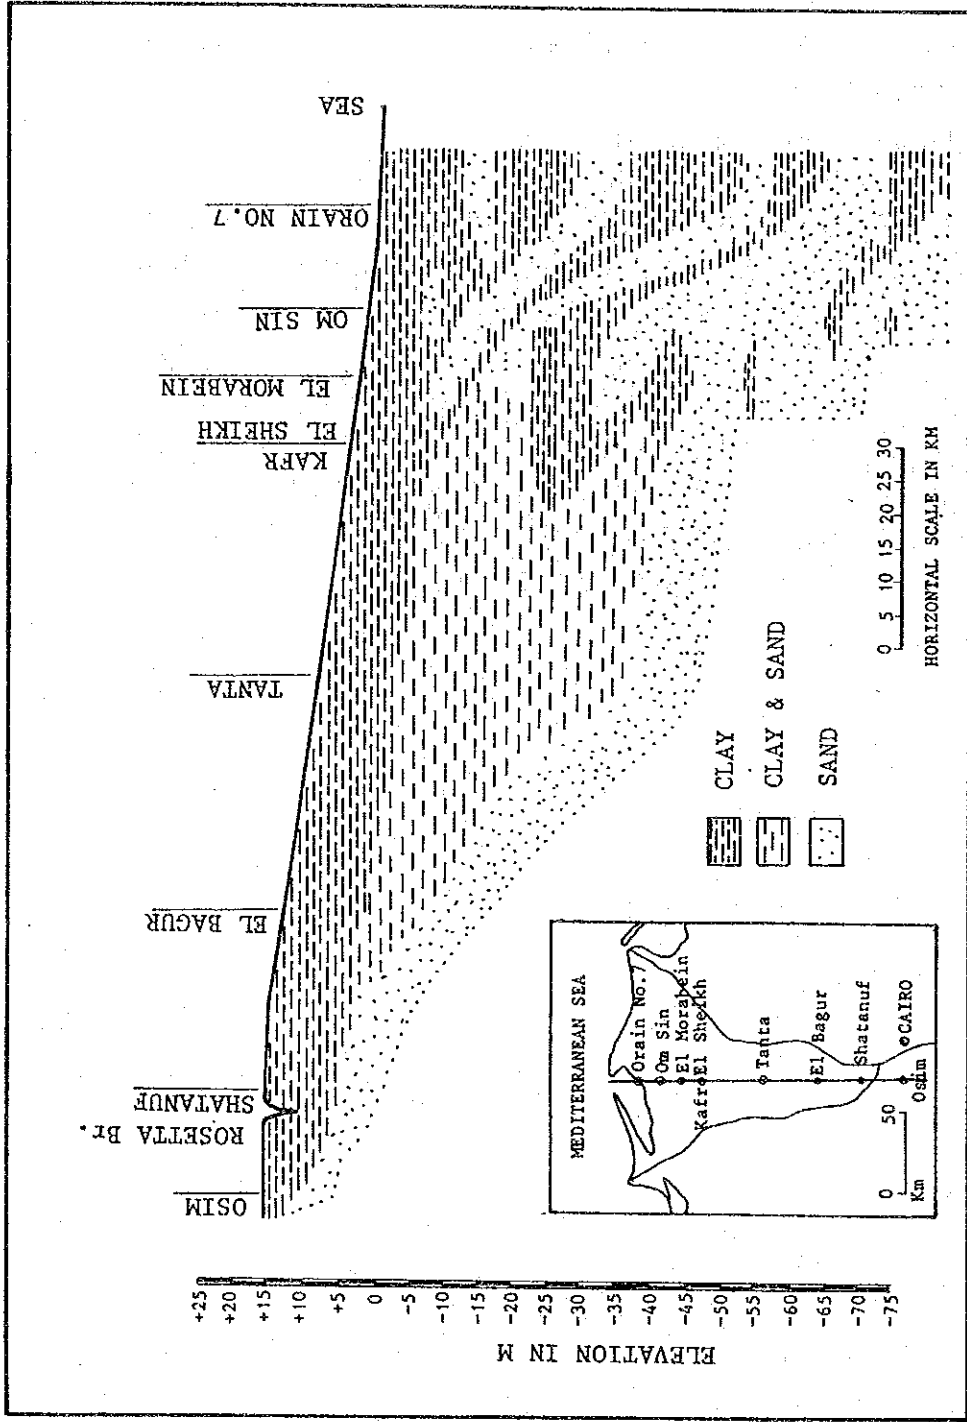 SEA
ORAIN NO.7
OM SIN
EL MORABEIN
KAFR
EL SHEIKH
TANTA
EL BAGUR
SHATANUF
ROSETTA Br.
OSIM
ELEVATION IN M
+25
+20
+15
+10
+5
0
-5
-10
-15
-20
-25
-30
-35
-40
-45
-50
-55
-60
-65
-70
-75
MEDITERRANEAN SEA
Orain No.7
Om Sin
El Morabein
Kafr El Sheikh
Tanta
El Bagur
Shatanuf
CAIRO
Osim
0 50
Km
CLAY
CLAY & SAND
SAND
0 5 10 15 20 25 30
HORIZONTAL SCALE IN KM